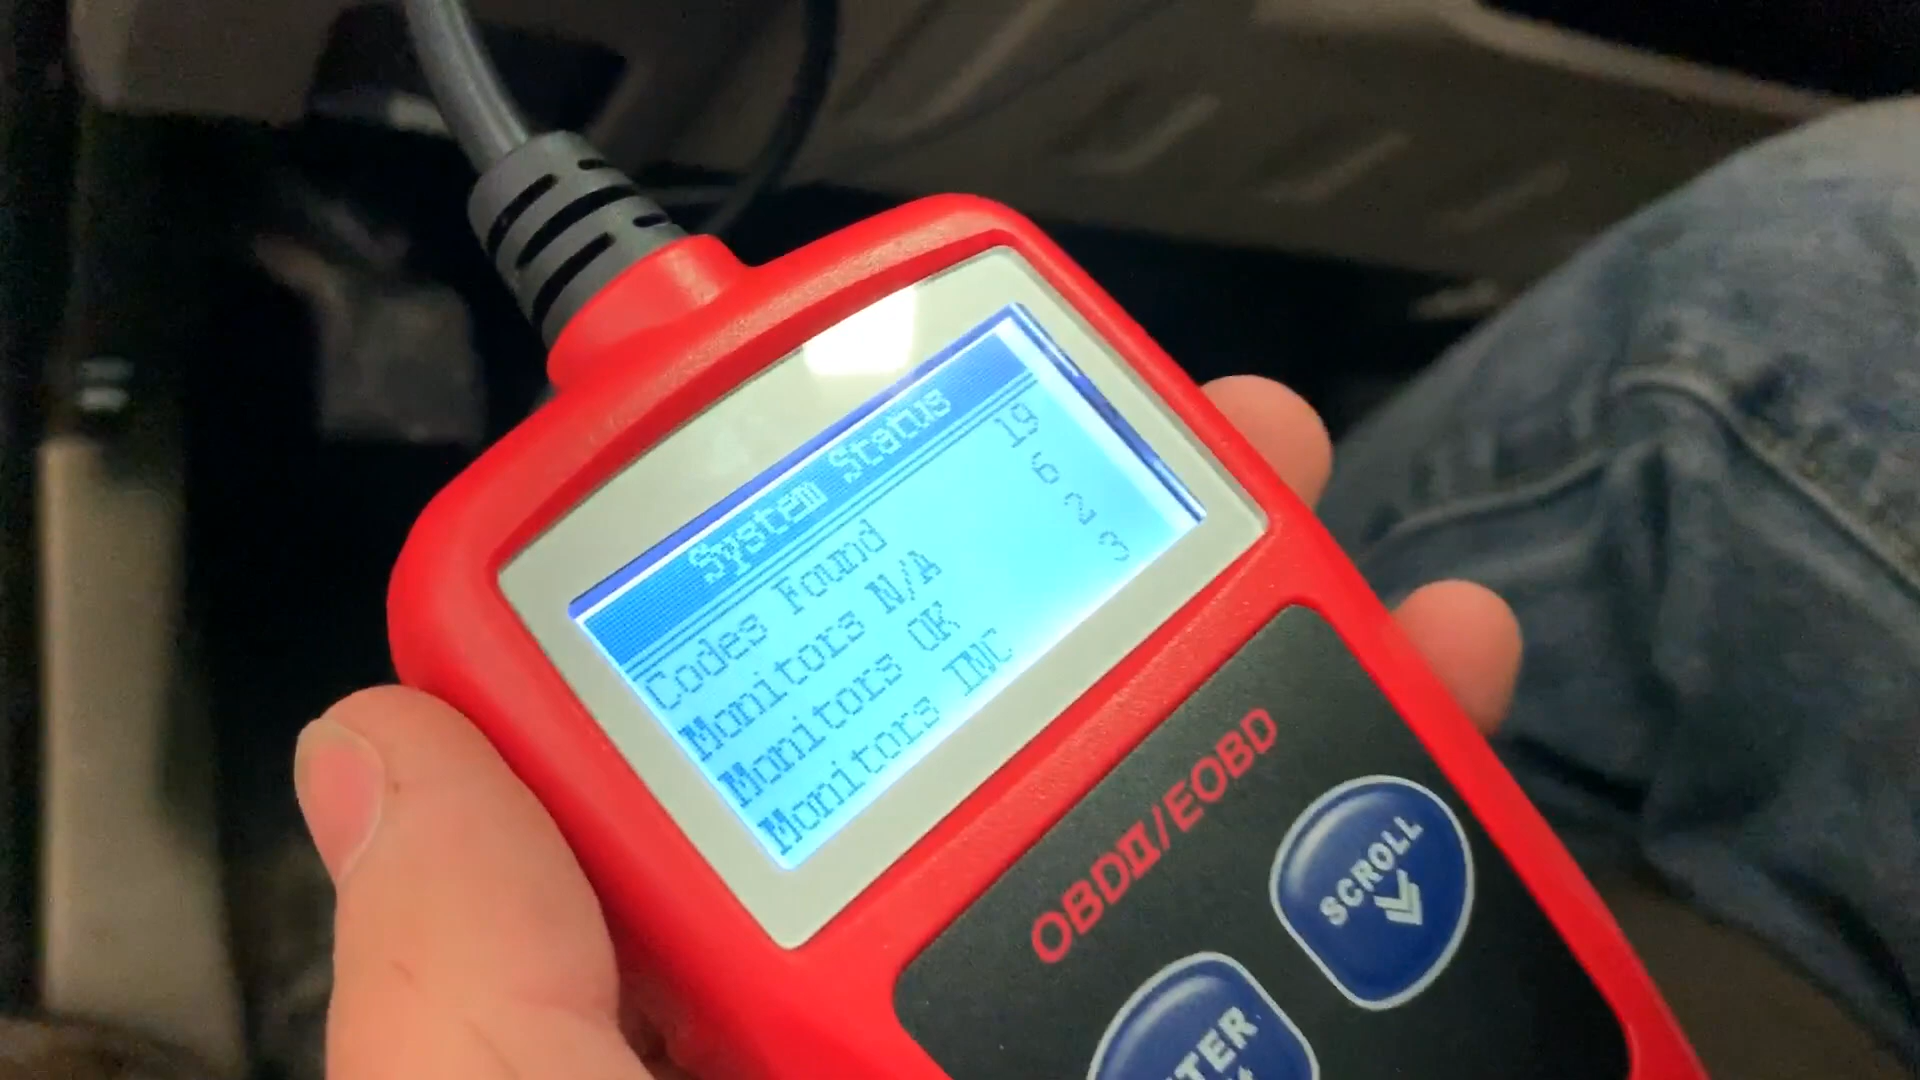 System Status
Codes Found 19
Monitors N/A 6
Monitors OK 2
Monitors INC 3
OBDII/EOBD
SCROLL